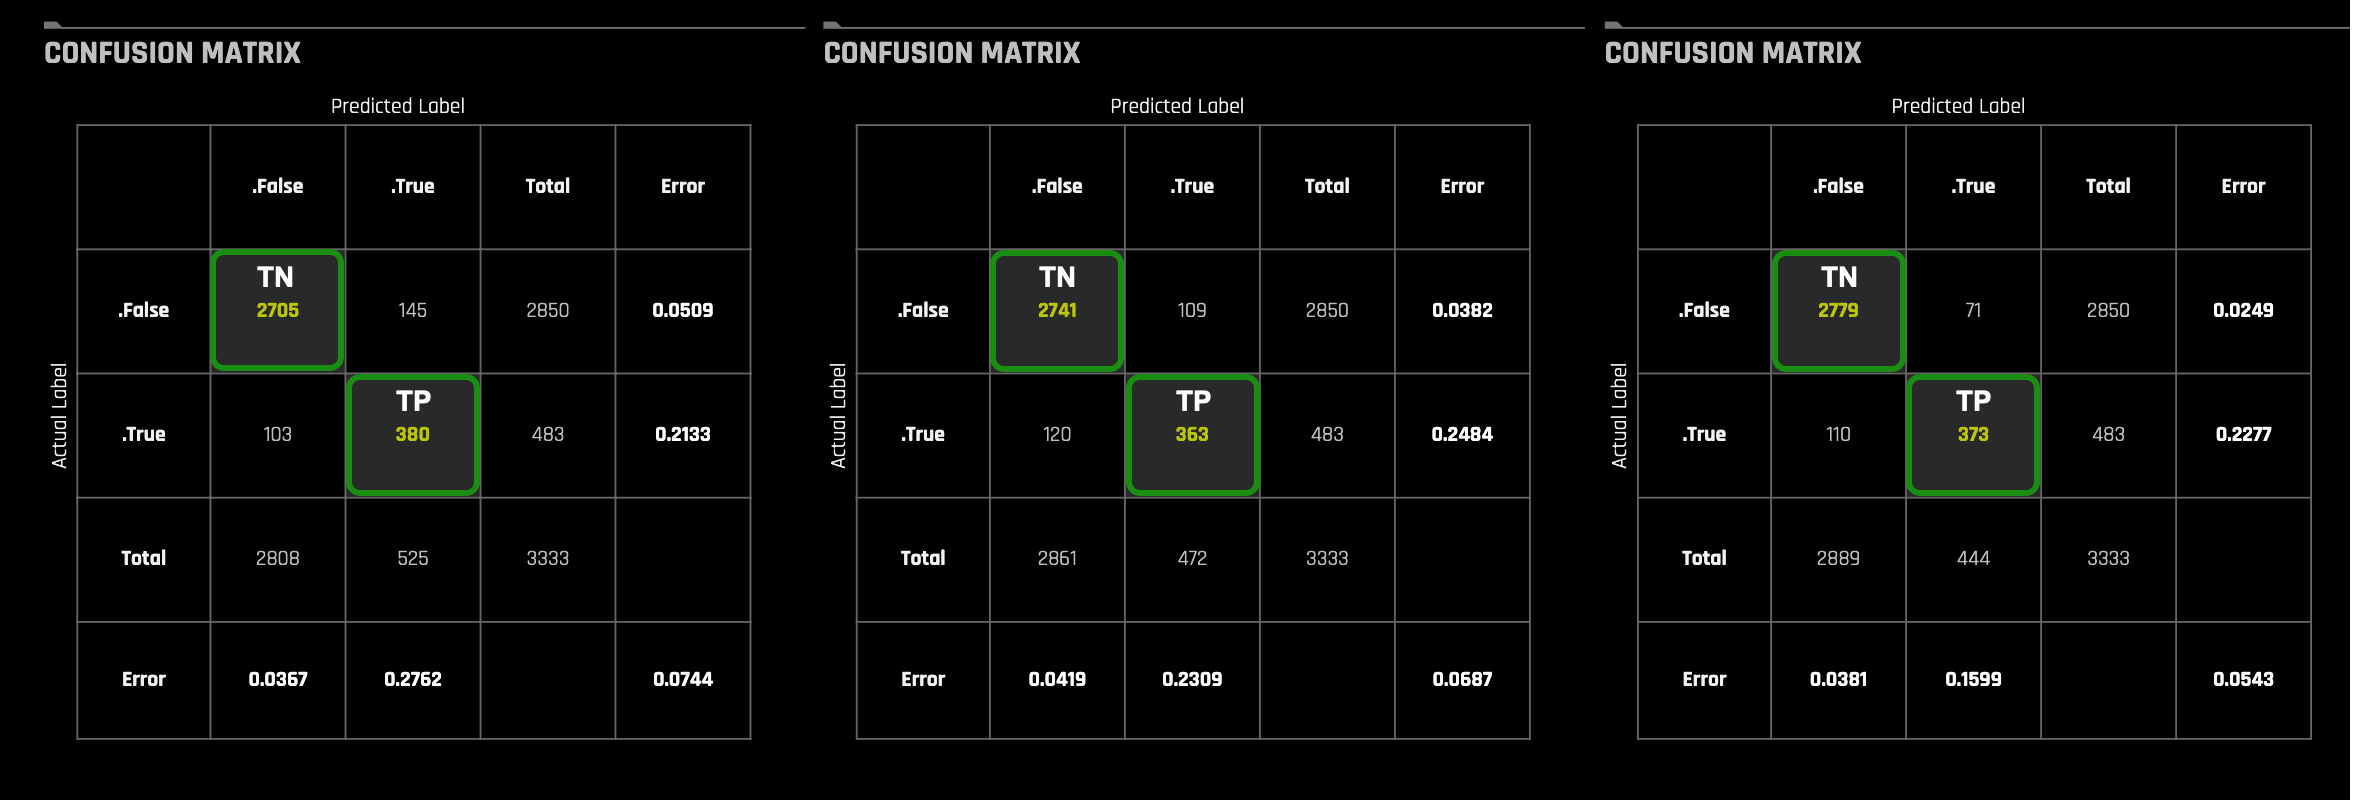 CONFUSION MATRIX
Predicted Label
.False .True Total Error
TN
.False 2705 145 2850 0.0509
Actual Label
TP
.True 103 380 483 0.2133
Total 2808 525 3333
Error 0.0367 0.2762 0.0744
CONFUSION MATRIX
Predicted Label
.False .True Total Error
TN
.False 2741 109 2850 0.0382
Actual Label
TP
.True 120 363 483 0.2484
Total 2861 472 3333
Error 0.0419 0.2309 0.0687
CONFUSION MATRIX
Predicted Label
.False .True Total Error
TN
.False 2779 71 2850 0.0249
Actual Label
TP
.True 110 373 483 0.2277
Total 2889 444 3333
Error 0.0381 0.1599 0.0543